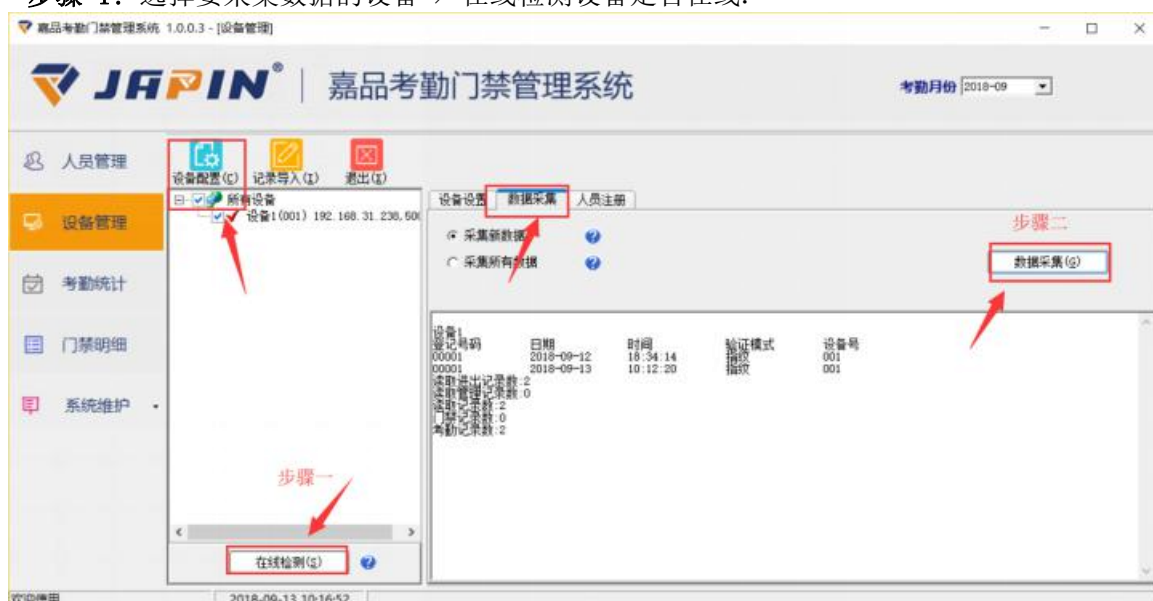 步骤 1: 选择要采集数据的设备 , 在线检测设备是否在线.
嘉品考勤门禁管理系统 1.0.0.3 - [设备管理]
JAPIN® 嘉品考勤门禁管理系统
考勤月份 2018-09
人员管理
设备管理
考勤统计
门禁明细
系统维护
设备配置(C) 记录导入(I) 退出(X)
所有设备
设备1(001) 192.168.31.238,500
设备设置 数据采集 人员注册
采集新数据
采集所有数据
步骤二
数据采集(G)
设备1
登记号码 日期 时间 验证模式 设备号
00001 2018-09-12 18:34:14 指纹 001
00001 2018-09-13 10:12:20 指纹 001
读取进出记录数:2
读取管理记录数:0
读取记录数:2
门禁记录数:0
考勤记录数:2
步骤一
在线检测(S)
欢迎使用 2018-09-13 10:16:52